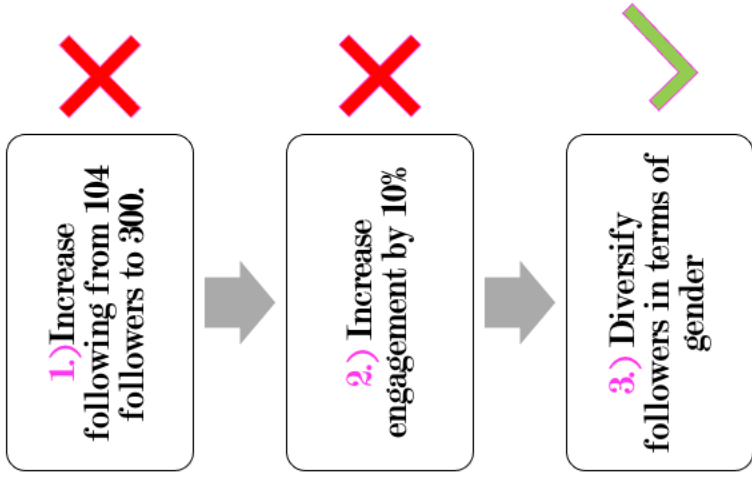 1.)Increase
following from 104
followers to 300.
2.) Increase
engagement by 10%
3.) Diversify
followers in terms of
gender